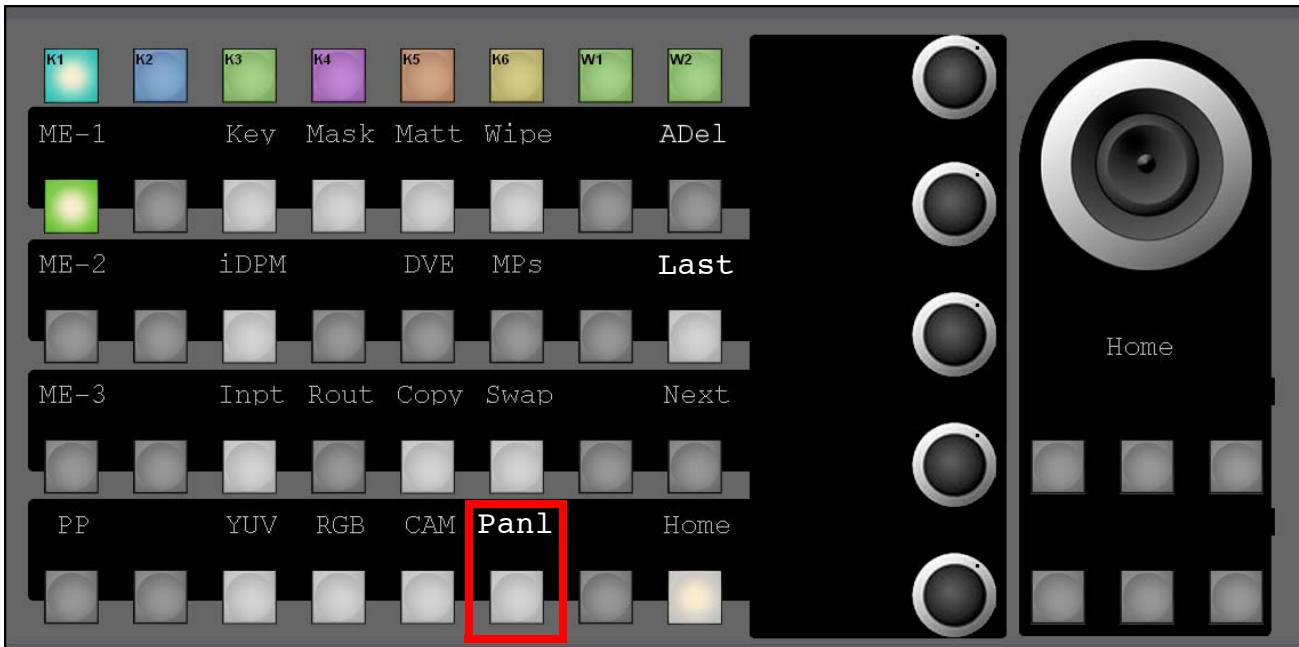 K1 K2 K3 K4 K5 K6 W1 W2
ME-1 Key Mask Matt Wipe ADel
ME-2 iDPM DVE MPs Last
Home
ME-3 Inpt Rout Copy Swap Next
PP YUV RGB CAM Panl Home